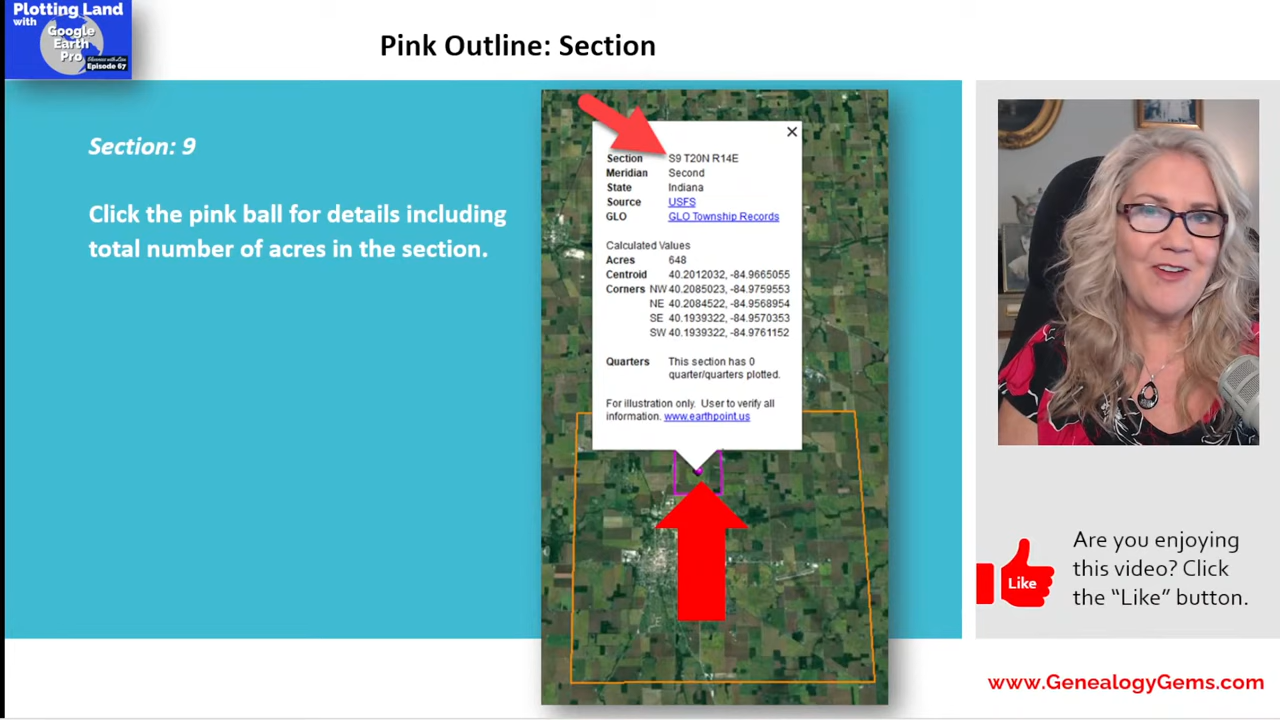 Plotting Land
with
Google
Earth
Pro
Elevenses with Lisa
Episode 67
Pink Outline: Section
Section: 9
Click the pink ball for details including
total number of acres in the section.
Section S9 T20N R14E
Meridian Second
State Indiana
Source USFS
GLO GLO Township Records
Calculated Values
Acres 648
Centroid 40.2012032, -84.9665055
Corners NW 40.2085023, -84.9759553
NE 40.2084522, -84.9568954
SE 40.1939322, -84.9570353
SW 40.1939322, -84.9761152
Quarters This section has 0
quarter/quarters plotted.
For illustration only. User to verify all
information. www.earthpoint.us
Like
Are you enjoying
this video? Click
the “Like” button.
www.GenealogyGems.com